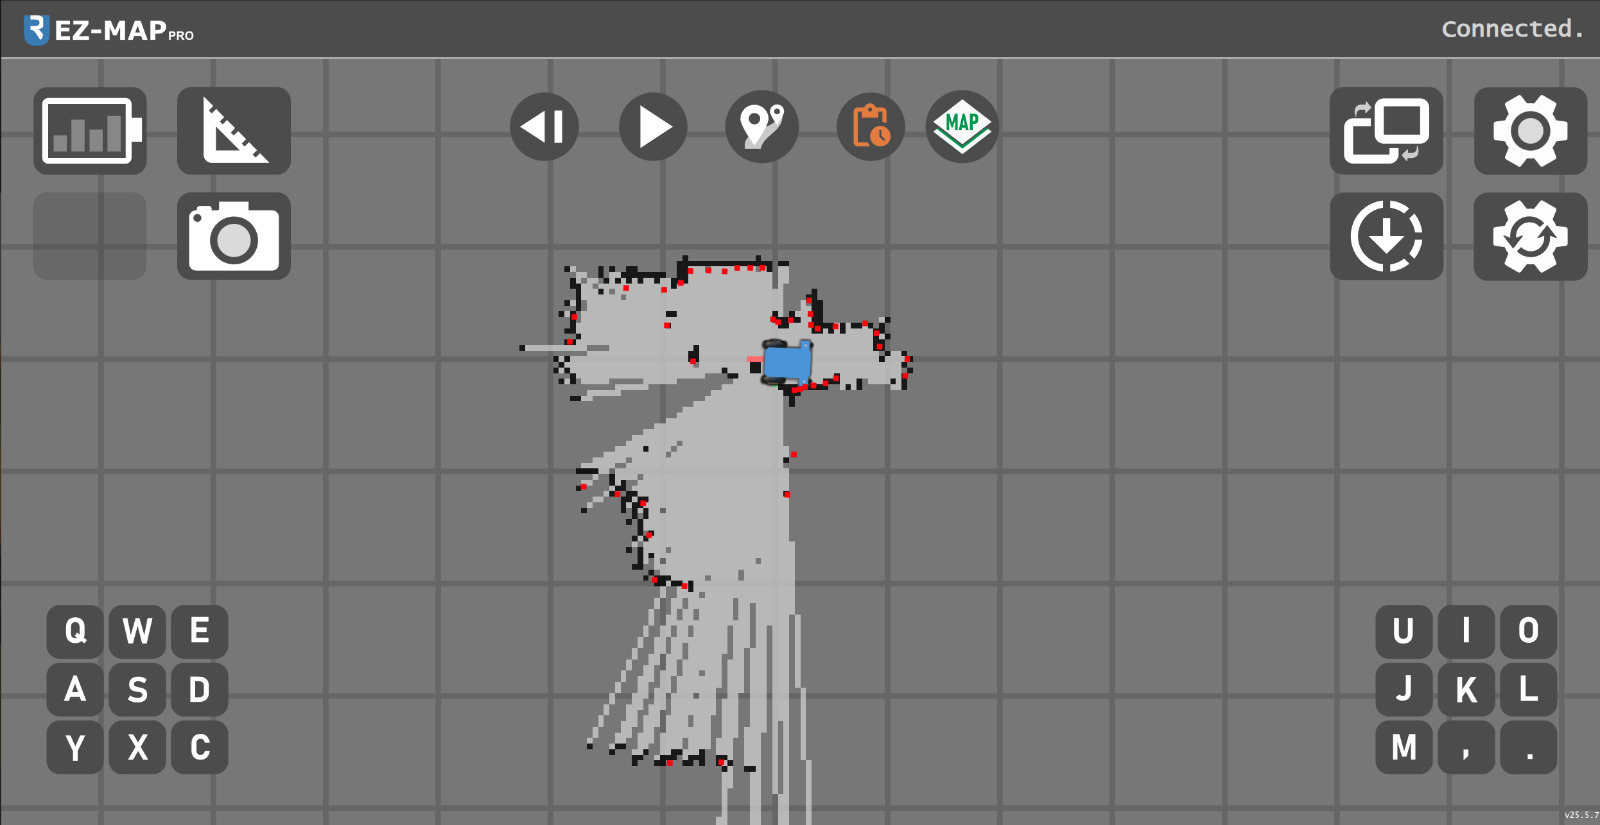 EZ-MAP PRO
Connected.
MAP
Q W E
A S D
Y X C
U I O
J K L
M , .
v25.5.7